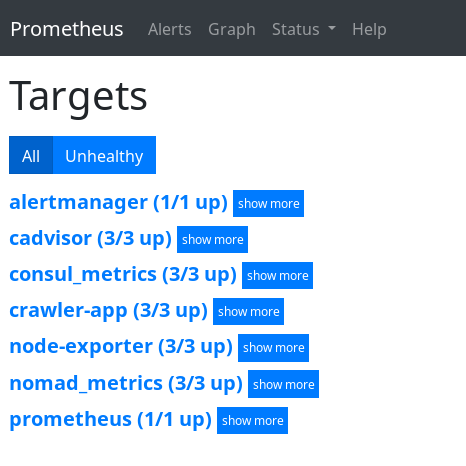 Prometheus Alerts Graph Status Help
Targets
All Unhealthy
alertmanager (1/1 up) show more
cadvisor (3/3 up) show more
consul_metrics (3/3 up) show more
crawler-app (3/3 up) show more
node-exporter (3/3 up) show more
nomad_metrics (3/3 up) show more
prometheus (1/1 up) show more